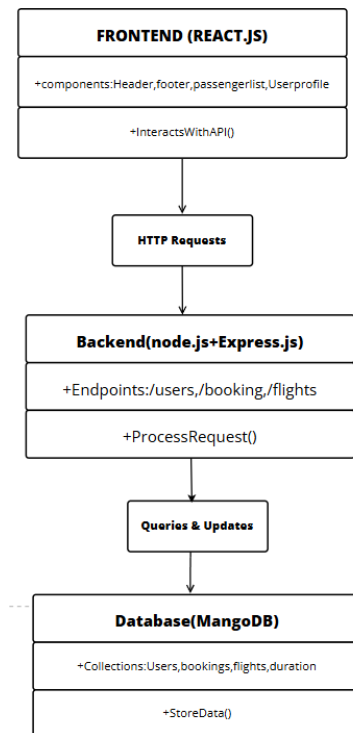 FRONTEND (REACT.JS)
+components:Header,footer,passengerlist,Userprofile
+InteractsWithAPI()
HTTP Requests
Backend(node.js+Express.js)
+Endpoints:/users,/booking,/flights
+ProcessRequest()
Queries & Updates
Database(MangoDB)
+Collections:Users,bookings,flights,duration
+StoreData()